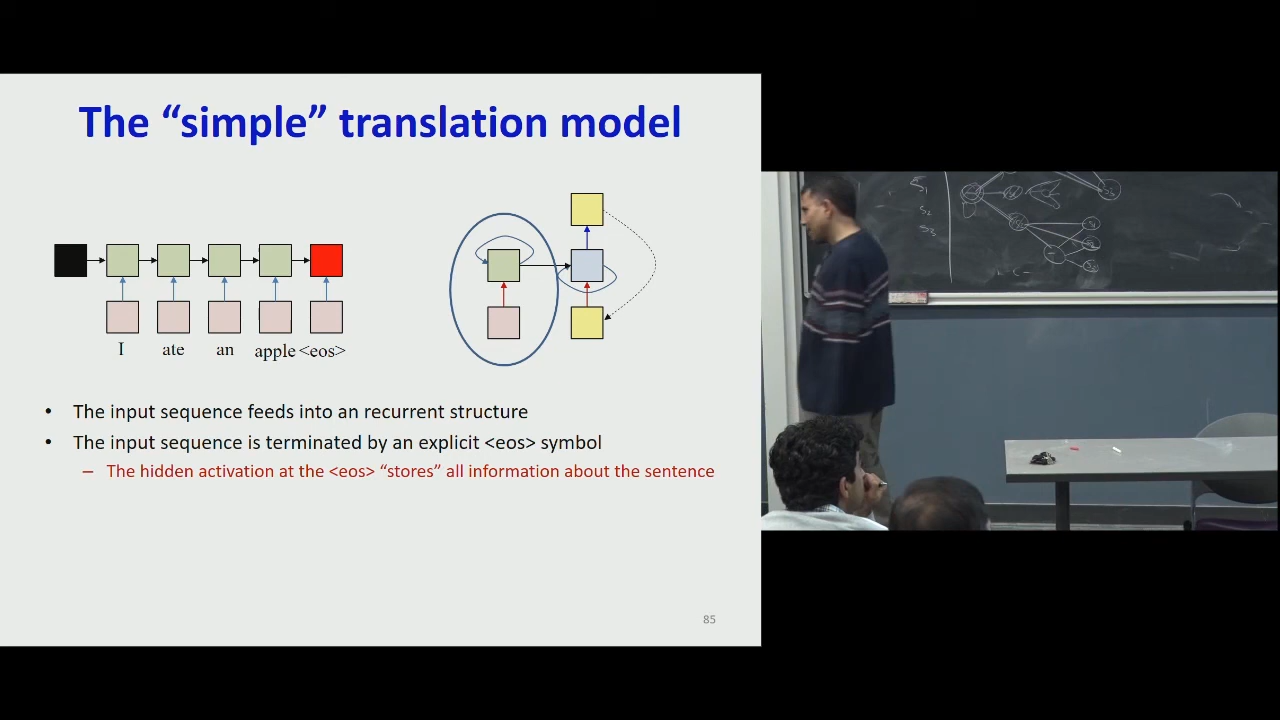 The “simple” translation model
I ate an apple <eos>
• The input sequence feeds into an recurrent structure
• The input sequence is terminated by an explicit <eos> symbol
– The hidden activation at the <eos> “stores” all information about the sentence
85